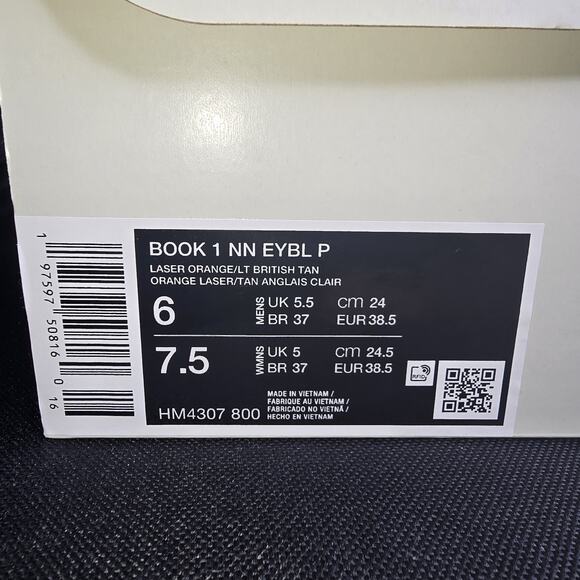 BOOK 1 NN EYBL P
LASER ORANGE/LT BRITISH TAN
ORANGE LASER/TAN ANGLAIS CLAIR
6 MENS UK 5.5 cm 24
BR 37 EUR 38.5
7.5 WMNS UK 5 cm 24.5
BR 37 EUR 38.5
RFID
HM4307 800
MADE IN VIETNAM /
FABRIQUE AU VIETNAM /
FABRICADO NO VIETNÃ /
HECHO EN VIETNAM
1 97597 50816 0 16